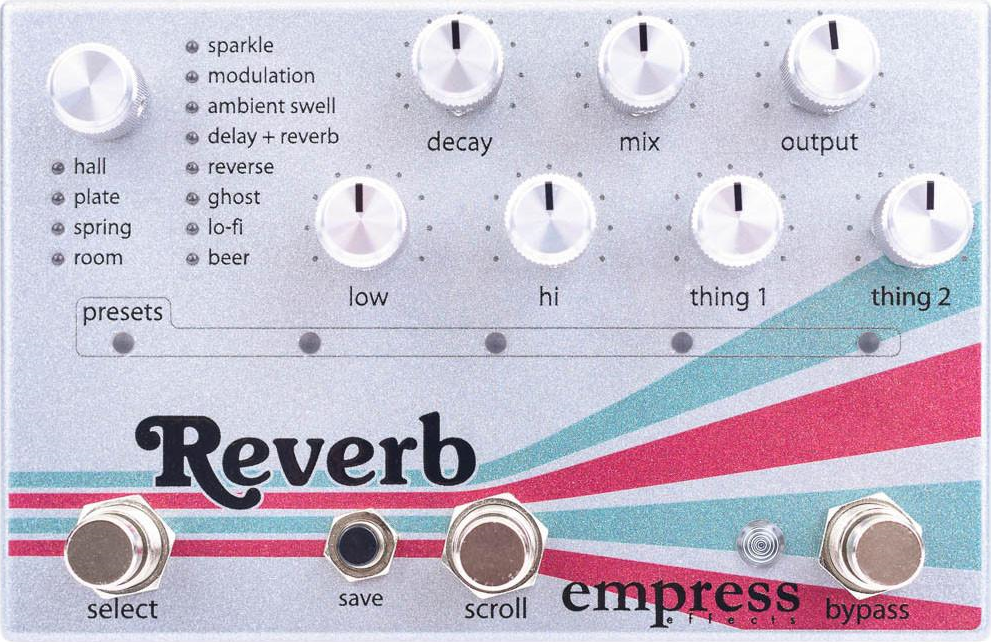 sparkle
modulation
ambient swell
delay + reverb
hall
reverse
plate
ghost
spring
lo-fi
room
beer
decay
mix
output
low
hi
thing 1
thing 2
presets
Reverb
select
save
scroll
empress
effects
bypass